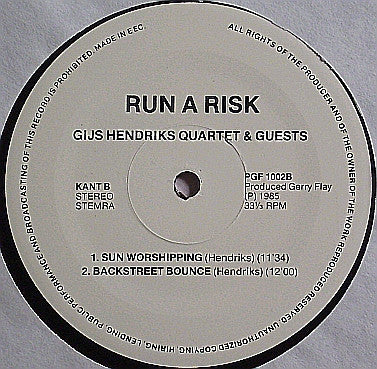 ALL RIGHTS OF THE PRODUCER AND OF THE OWNER OF THE WORK REPRODUCED RESERVED. UNAUTHORIZED COPYING, HIRING, LENDING, PUBLIC PERFORMANCE AND BROADCASTING OF THIS RECORD IS PROHIBITED. MADE IN EEC.
RUN A RISK
GIJS HENDRIKS QUARTET & GUESTS
KANT B
STEREO
STEMRA
PGF 1002B
Produced Gerry Flay
(P) 1985
33⅓ RPM
1. SUN WORSHIPPING (Hendriks) (11'34)
2. BACKSTREET BOUNCE (Hendriks) (12'00)